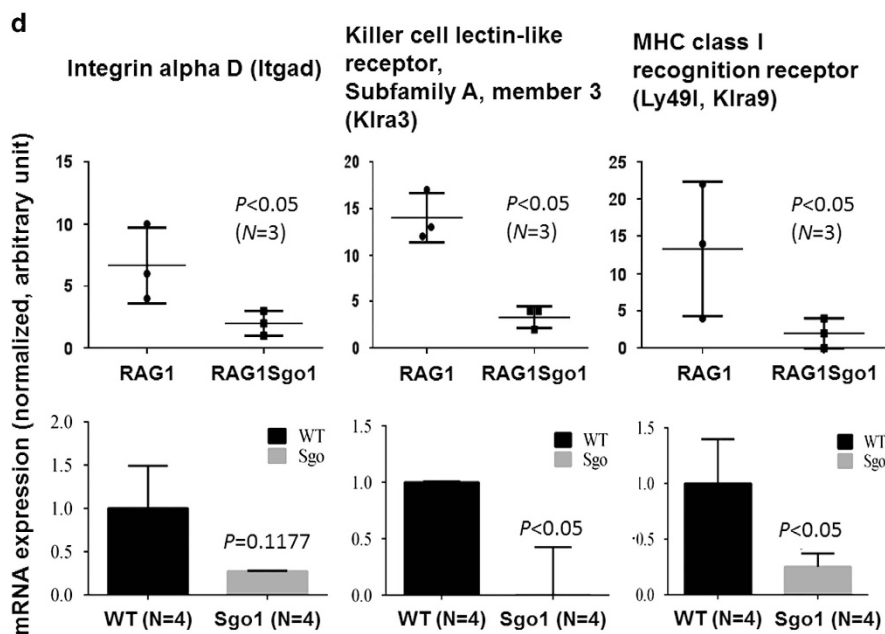 d
Integrin alpha D (Itgad)
Killer cell lectin-like
receptor,
Subfamily A, member 3
(Klra3)
MHC class I
recognition receptor
(Ly49I, Klra9)
mRNA expression (normalized, arbitrary unit)
15
10
5
0
P<0.05
(N=3)
RAG1 RAG1Sgo1
20
15
10
5
0
P<0.05
(N=3)
RAG1 RAG1Sgo1
25
20
15
10
5
0
P<0.05
(N=3)
RAG1 RAG1Sgo1
2.0
1.5
1.0
0.5
0.0
WT
Sgo
P=0.1177
WT (N=4) Sgo1 (N=4)
1.5
1.0
0.5
0.0
WT
Sgo
P<0.05
WT (N=4) Sgo1 (N=4)
1.5
1.0
0.5
0.0
WT
Sgo
P<0.05
WT (N=4) Sgo1 (N=4)